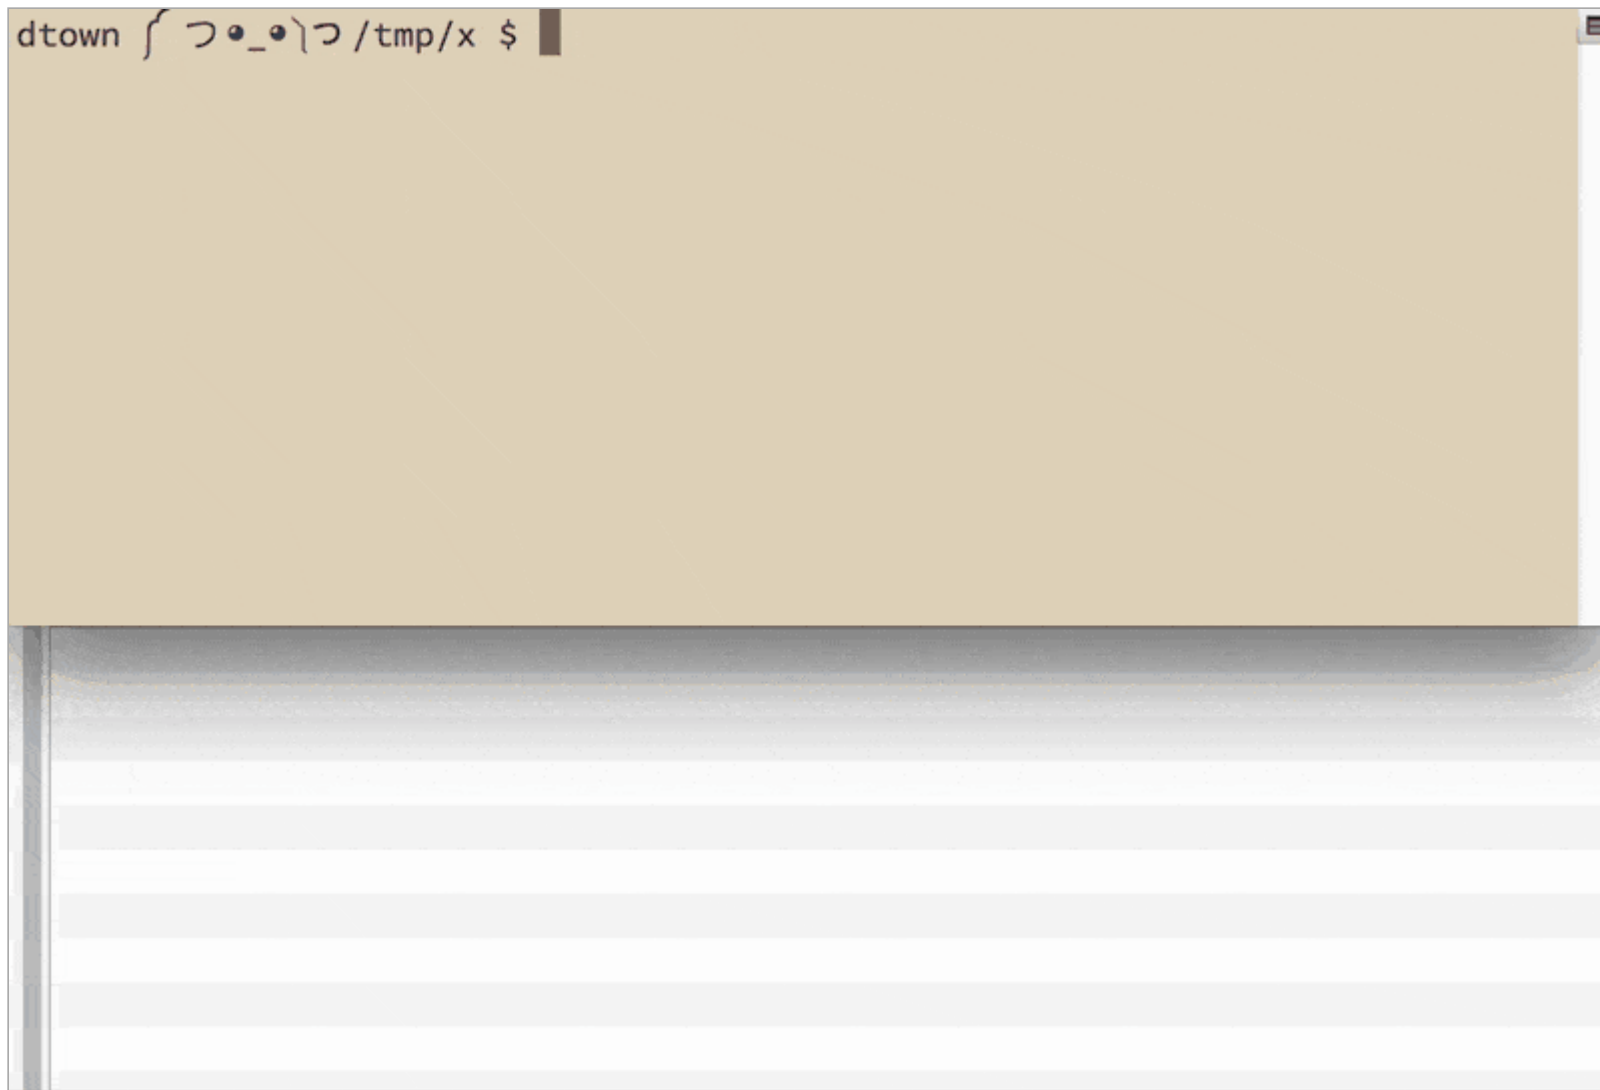 dtown ⎧ つ◕_◕⎫つ /tmp/x $